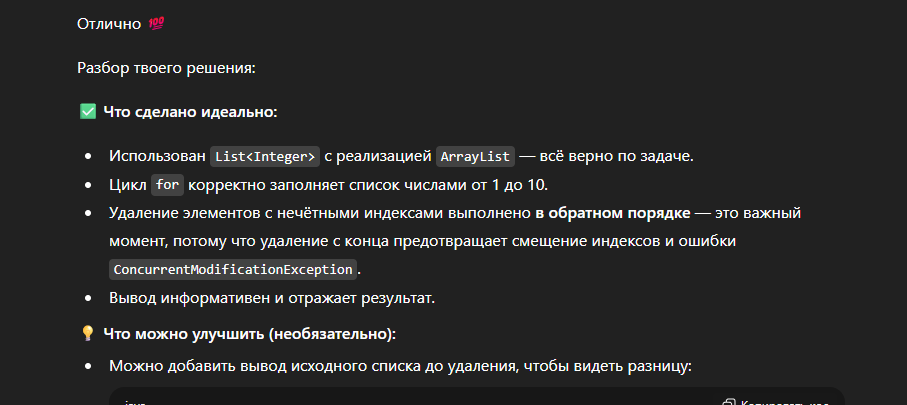 Отлично 💯
Разбор твоего решения:
✅ Что сделано идеально:
• Использован List<Integer> с реализацией ArrayList — всё верно по задаче.
• Цикл for корректно заполняет список числами от 1 до 10.
• Удаление элементов с нечётными индексами выполнено в обратном порядке — это важный
момент, потому что удаление с конца предотвращает смещение индексов и ошибки
ConcurrentModificationException.
• Вывод информативен и отражает результат.
💡 Что можно улучшить (необязательно):
• Можно добавить вывод исходного списка до удаления, чтобы видеть разницу:
java Копировать код